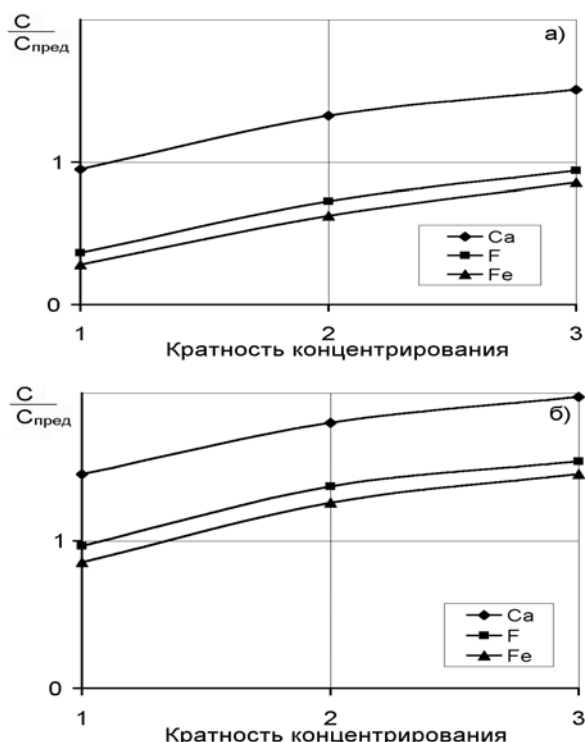 C
Cпред
а)
1
0
Ca
F
Fe
1 2 3
Кратность концентрирования
C
Cпред
б)
1
0
Ca
F
Fe
1 2 3
Кратность концентрирования